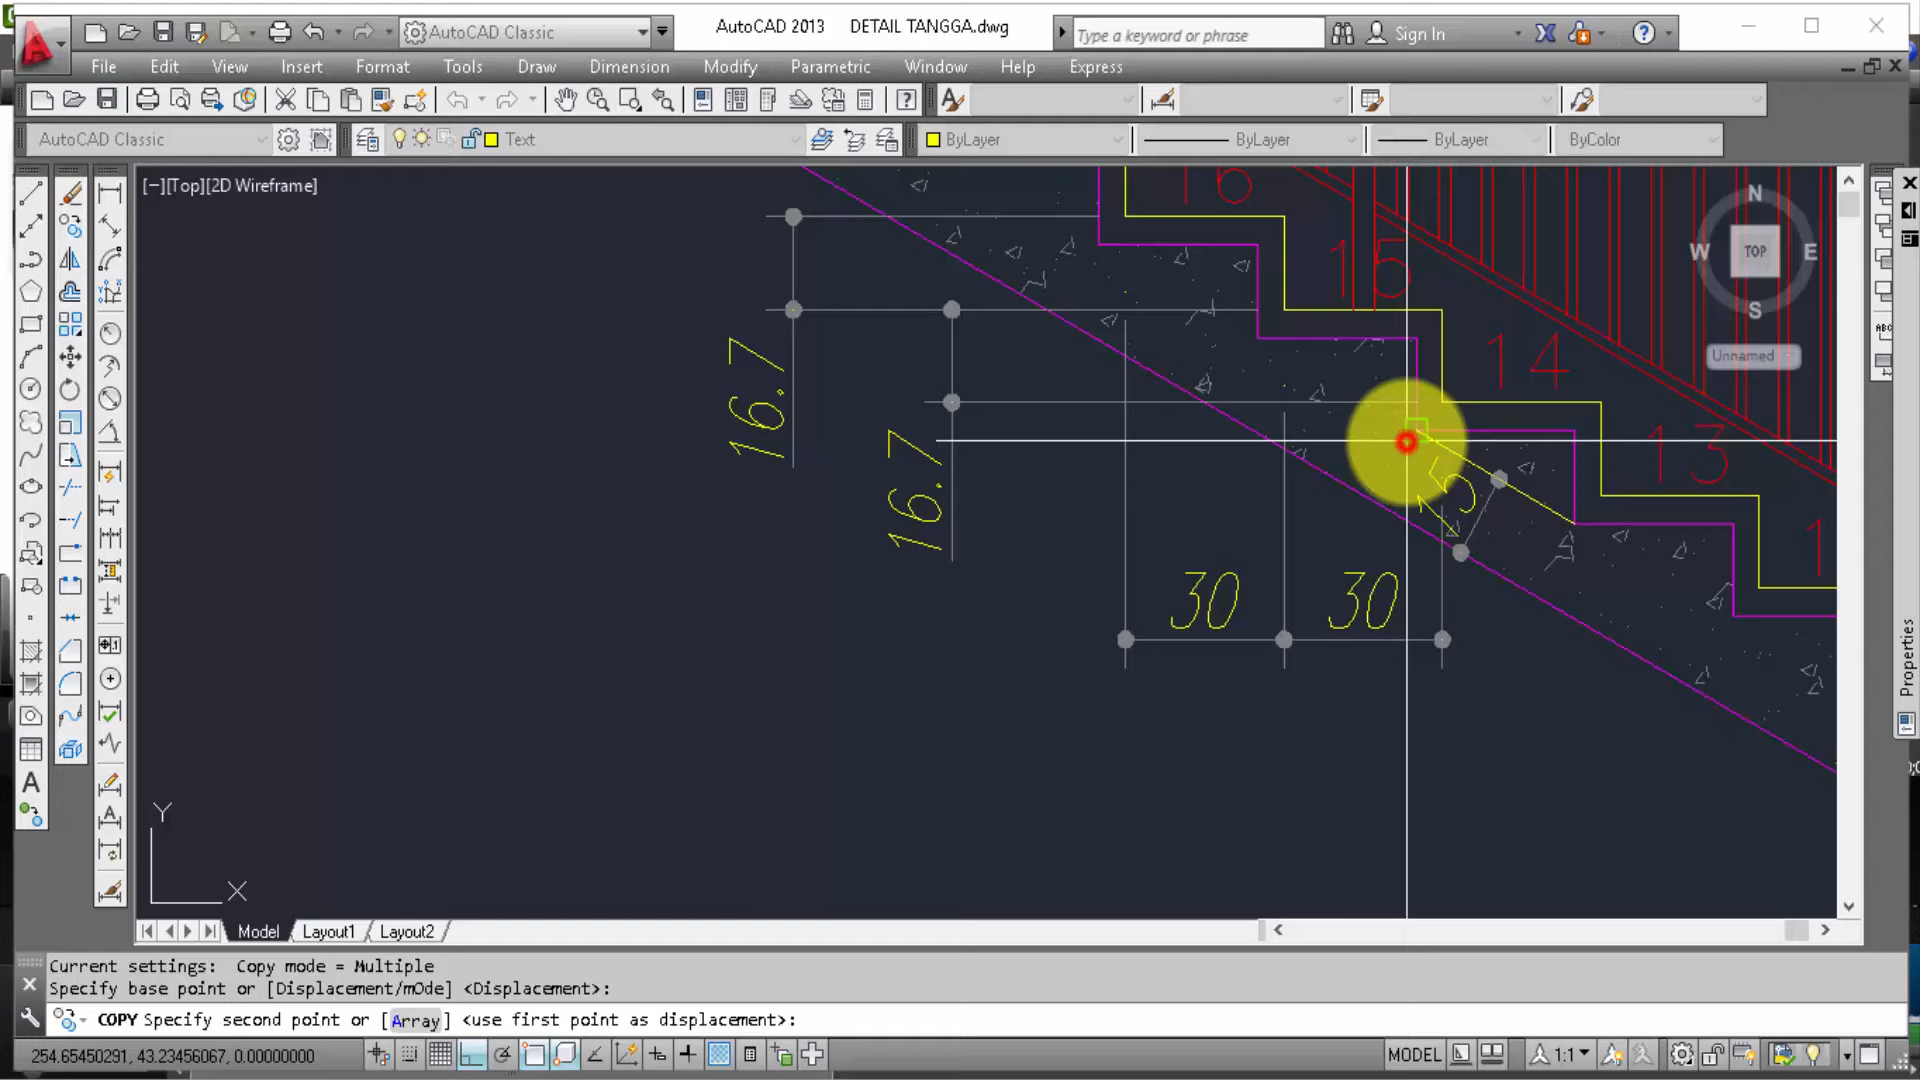 AutoCAD Classic
AutoCAD 2013 DETAIL TANGGA.dwg
Type a keyword or phrase
Sign In
File Edit View Insert Format Tools Draw Dimension Modify Parametric Window Help Express
AutoCAD Classic
Text
ByLayer
ByLayer
ByLayer
ByColor
[−][Top][2D Wireframe]
16
15
14
13
1
N
W TOP E
S
Unnamed
16.7
16.7
15
30 30
Properties
Y
X
Model Layout1 Layout2
Current settings: Copy mode = Multiple
Specify base point or [Displacement/mOde] <Displacement>:
COPY Specify second point or [Array] <use first point as displacement>:
254.65450291, 43.23456067, 0.00000000
MODEL
1:1